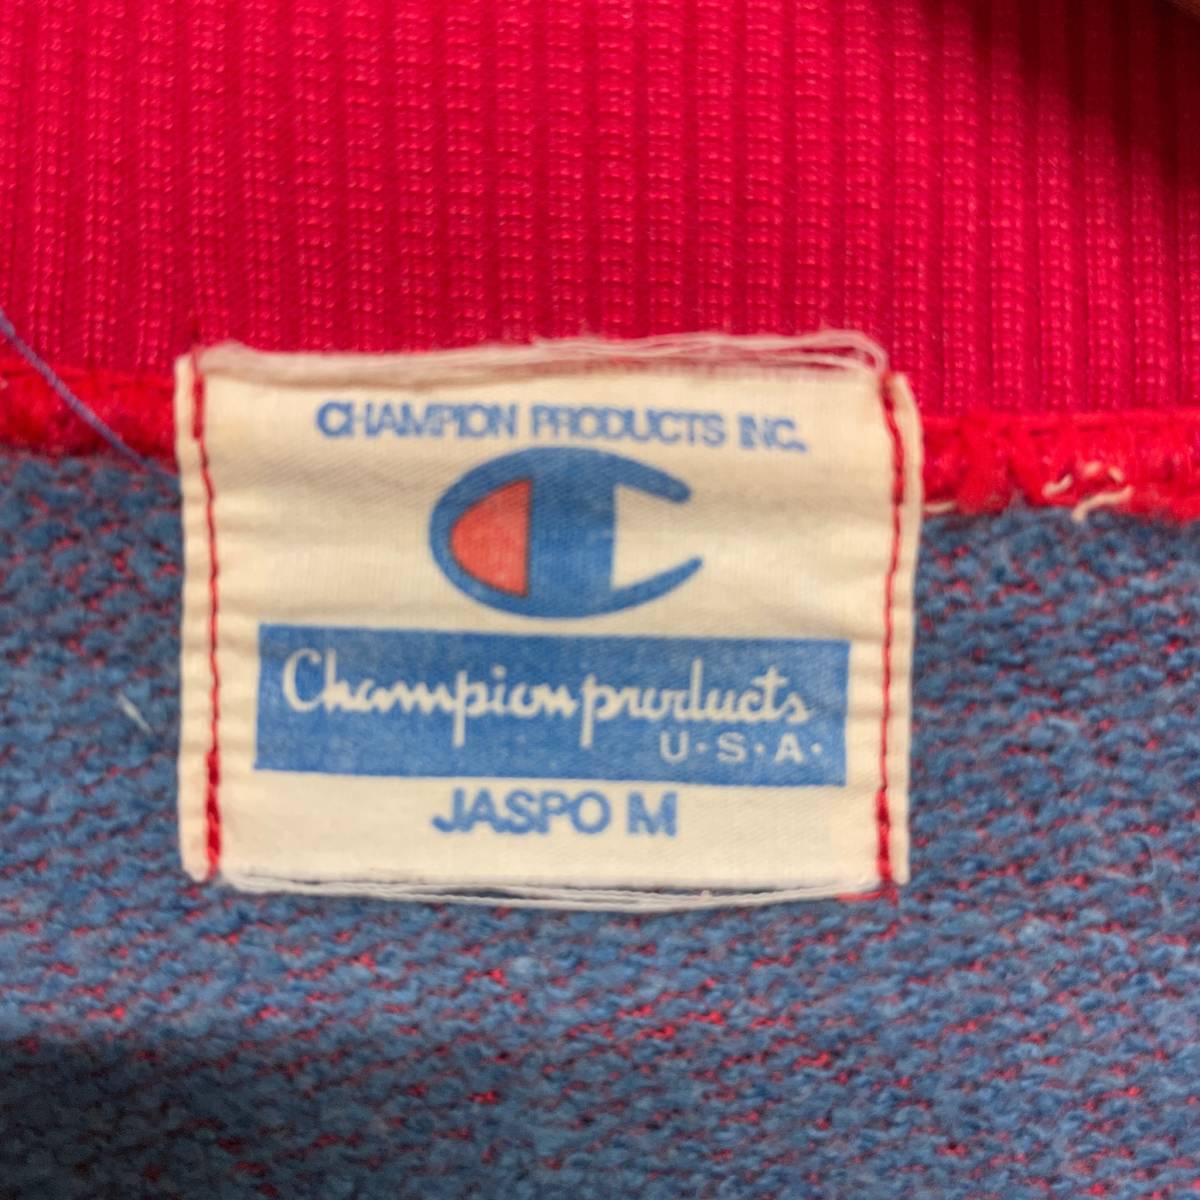 CHAMPION PRODUCTS INC.
Champion products
U·S·A·
JASPO M